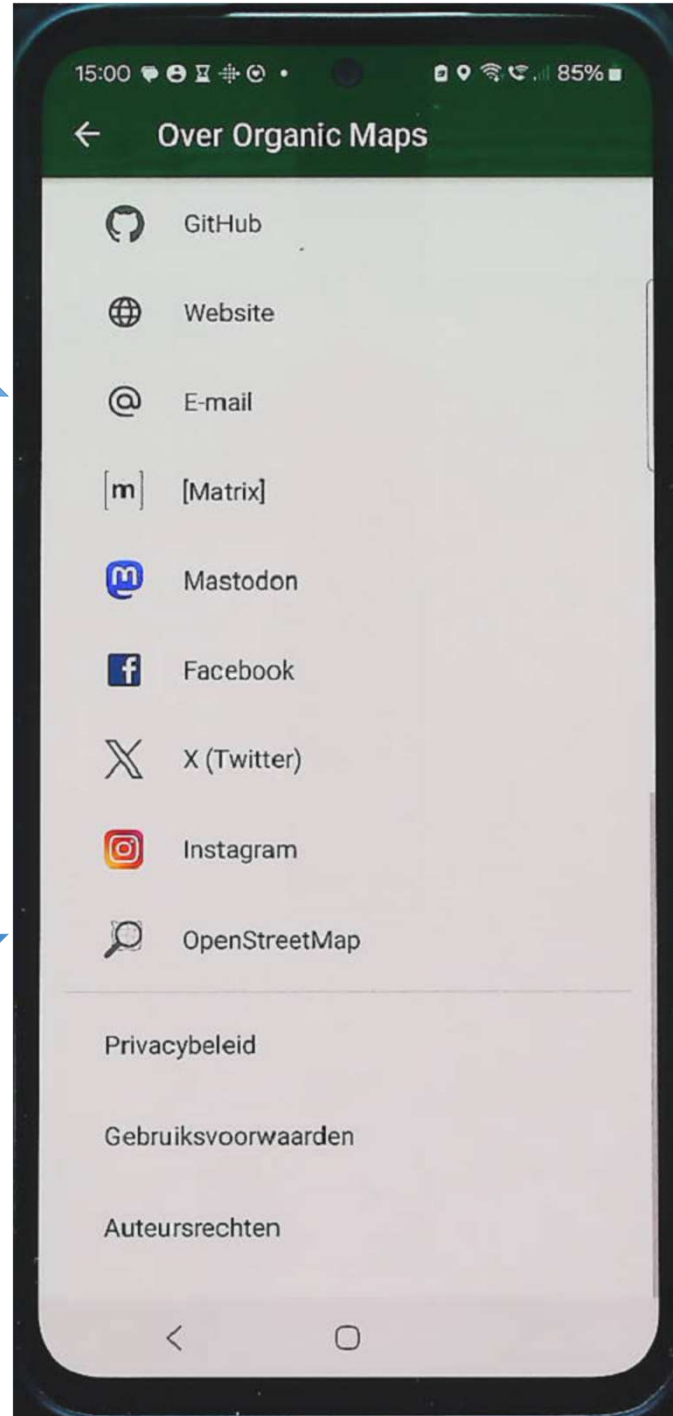 15:00 85%
Over Organic Maps
GitHub
Website
@ E-mail
[m] [Matrix]
Mastodon
Facebook
X (Twitter)
Instagram
OpenStreetMap
Privacybeleid
Gebruiksvoorwaarden
Auteursrechten